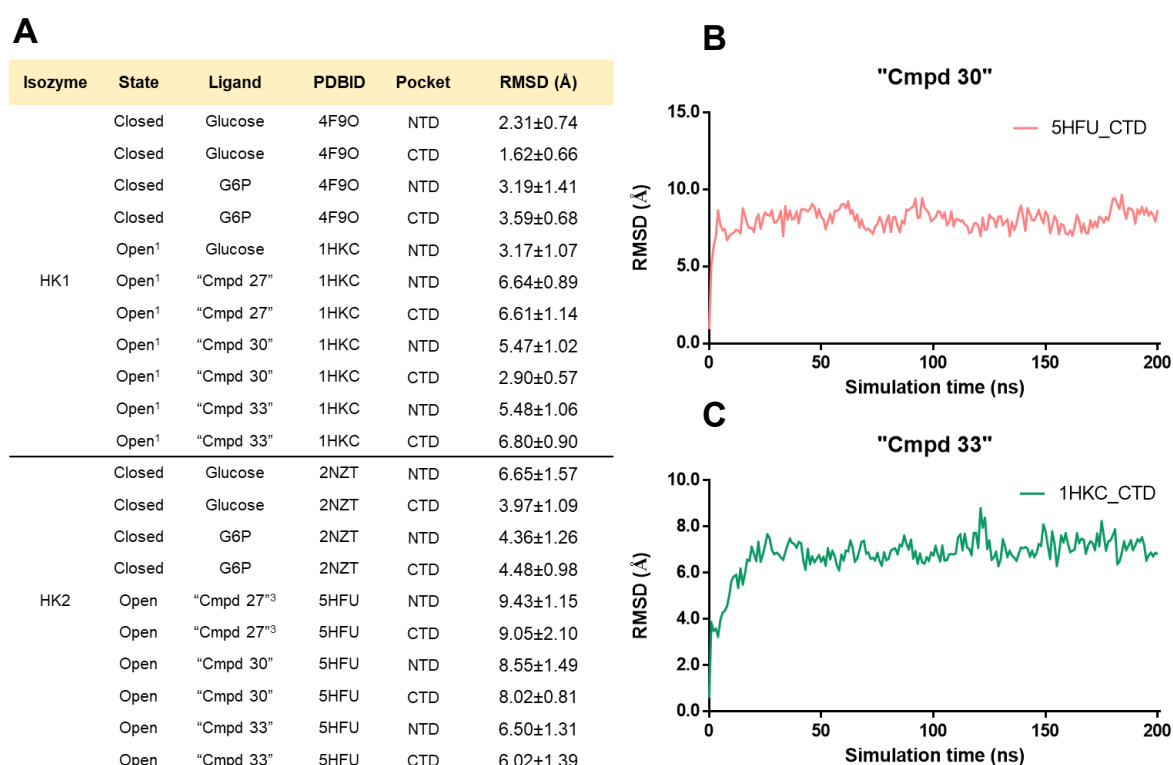 A
Isozyme State Ligand PDBID Pocket RMSD (Å)
Closed Glucose 4F9O NTD 2.31±0.74
Closed Glucose 4F9O CTD 1.62±0.66
Closed G6P 4F9O NTD 3.19±1.41
Closed G6P 4F9O CTD 3.59±0.68
Open¹ Glucose 1HKC NTD 3.17±1.07
HK1 Open¹ “Cmpd 27” 1HKC NTD 6.64±0.89
Open¹ “Cmpd 27” 1HKC CTD 6.61±1.14
Open¹ “Cmpd 30” 1HKC NTD 5.47±1.02
Open¹ “Cmpd 30” 1HKC CTD 2.90±0.57
Open¹ “Cmpd 33” 1HKC NTD 5.48±1.06
Open¹ “Cmpd 33” 1HKC CTD 6.80±0.90
Closed Glucose 2NZT NTD 6.65±1.57
Closed Glucose 2NZT CTD 3.97±1.09
Closed G6P 2NZT NTD 4.36±1.26
Closed G6P 2NZT CTD 4.48±0.98
HK2 Open “Cmpd 27”³ 5HFU NTD 9.43±1.15
Open “Cmpd 27”³ 5HFU CTD 9.05±2.10
Open “Cmpd 30” 5HFU NTD 8.55±1.49
Open “Cmpd 30” 5HFU CTD 8.02±0.81
Open “Cmpd 33” 5HFU NTD 6.50±1.31
Open “Cmpd 33” 5HFU CTD 6.02±1.39
B
"Cmpd 30"
5HFU_CTD
RMSD (Å)
15.0
10.0
5.0
0.0
0 50 100 150 200
Simulation time (ns)
C
"Cmpd 33"
1HKC_CTD
RMSD (Å)
10.0
8.0
6.0
4.0
2.0
0.0
0 50 100 150 200
Simulation time (ns)